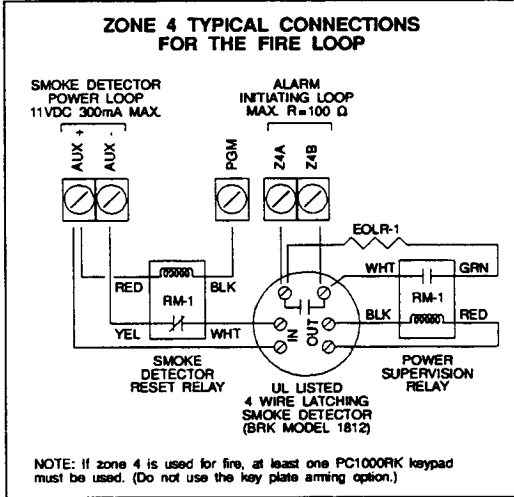 ZONE 4 TYPICAL CONNECTIONS
FOR THE FIRE LOOP
SMOKE DETECTOR
POWER LOOP
11VDC 300mA MAX.
ALARM
INITIATING LOOP
MAX. R=100 Ω
AUX +
AUX -
PGM
Z4A
Z4B
EOLR-1
WHT
GRN
RED
RM-1
BLK
RM-1
YEL
WHT
IN
OUT
BLK
RED
SMOKE
DETECTOR
RESET RELAY
UL LISTED
4 WIRE LATCHING
SMOKE DETECTOR
(BRK MODEL 1812)
POWER
SUPERVISION
RELAY
NOTE: If zone 4 is used for fire, at least one PC1000RK keypad
must be used. (Do not use the key plate arming option.)